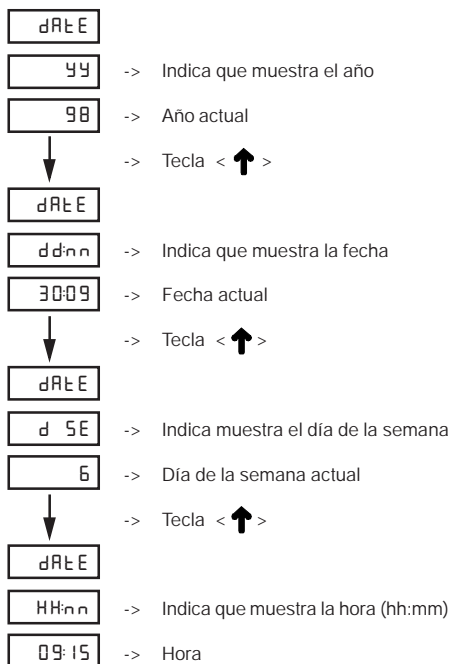 dAtE
YY -> Indica que muestra el año
98 -> Año actual
-> Tecla < ↑ >
dAtE
dd:nn -> Indica que muestra la fecha
30:09 -> Fecha actual
-> Tecla < ↑ >
dAtE
d SE -> Indica muestra el día de la semana
6 -> Día de la semana actual
-> Tecla < ↑ >
dAtE
HH:nn -> Indica que muestra la hora (hh:mm)
09:15 -> Hora